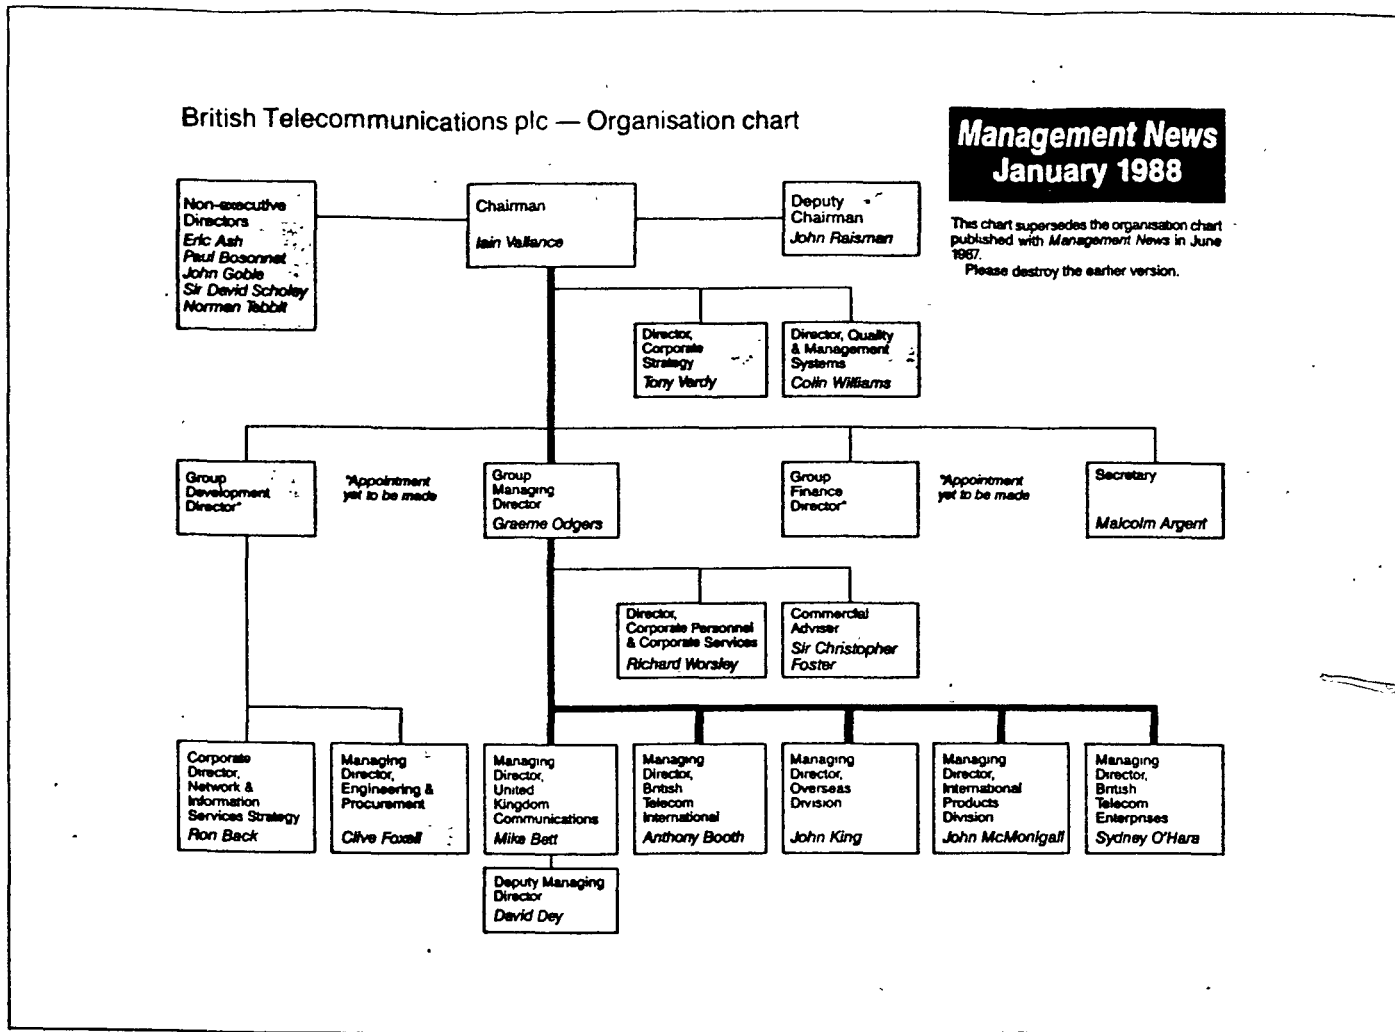 British Telecommunications plc — Organisation chart
Management News
January 1988
This chart supersedes the organisation chart
published with Management News in June
1987.
Please destroy the earlier version.
Non-executive
Directors
Eric Ash
Paul Bosonnet
John Goble
Sir David Scholey
Norman Tebbit
Chairman
Iain Vallance
Deputy
Chairman
John Raisman
Director,
Corporate
Strategy
Tony Vardy
Director, Quality
& Management
Systems
Colin Williams
Group
Development
Director*
*Appointment
yet to be made
Group
Managing
Director
Graeme Odgers
Group
Finance
Director*
*Appointment
yet to be made
Secretary
Malcolm Argent
Director,
Corporate Personnel
& Corporate Services
Richard Worsley
Commercial
Adviser
Sir Christopher
Foster
Corporate
Director,
Network &
Information
Services Strategy
Ron Back
Managing
Director,
Engineering &
Procurement
Clive Foxell
Managing
Director,
United
Kingdom
Communications
Mike Bett
Managing
Director,
British
Telecom
International
Anthony Booth
Managing
Director,
Overseas
Division
John King
Managing
Director,
International
Products
Division
John McMonigall
Managing
Director,
British
Telecom
Enterprises
Sydney O'Hara
Deputy Managing
Director
David Dey